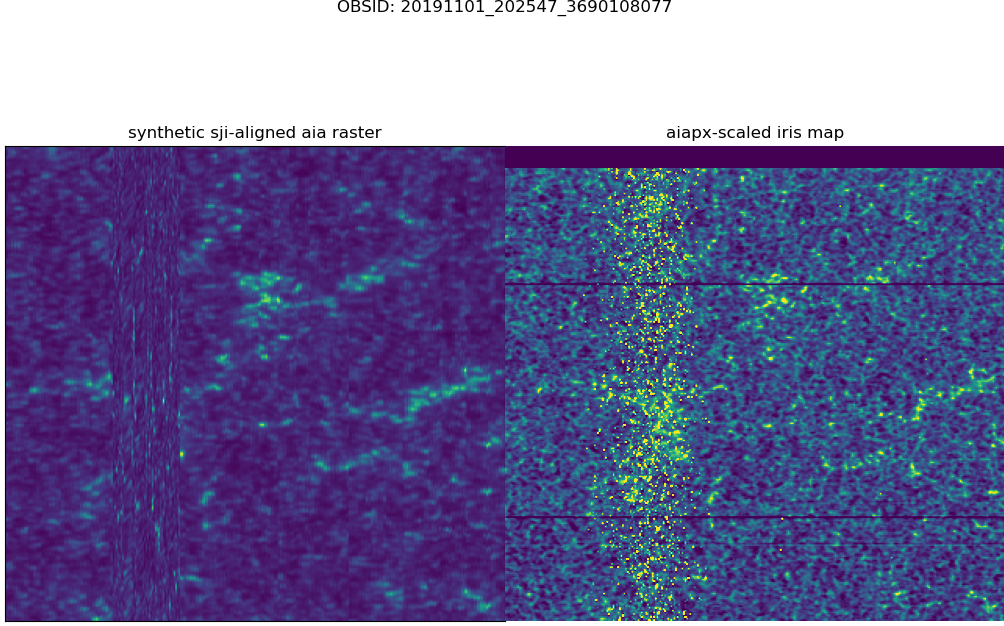 OBSID: 20191101_202547_3690108077
synthetic sji-aligned aia raster
aiapx-scaled iris map